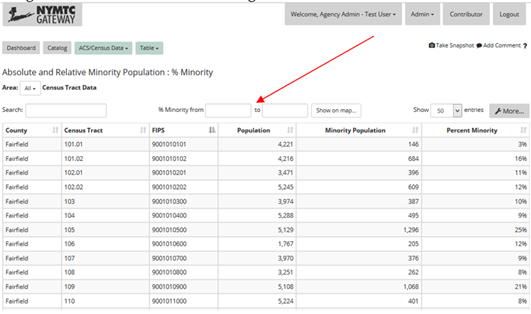 NYMTC GATEWAY Welcome, Agency Admin - Test User Admin Contributor Logout
Dashboard Catalog ACS/Census Data Table Take Snapshot Add Comment ?
Absolute and Relative Minority Population : % Minority
Area: All Census Tract Data
Search: % Minority from to Show on map... Show 50 entries More...
County Census Tract FIPS Population Minority Population Percent Minority
Fairfield 101.01 9001010101 4,221 146 3%
Fairfield 101.02 9001010102 4,216 684 16%
Fairfield 102.01 9001010201 3,471 396 11%
Fairfield 102.02 9001010202 5,245 609 12%
Fairfield 103 9001010300 3,974 387 10%
Fairfield 104 9001010400 5,288 495 9%
Fairfield 105 9001010500 5,129 1,296 25%
Fairfield 106 9001010600 1,767 205 12%
Fairfield 107 9001010700 3,970 376 9%
Fairfield 108 9001010800 3,251 262 8%
Fairfield 109 9001010900 5,108 1,068 21%
Fairfield 110 9001011000 5,224 401 8%